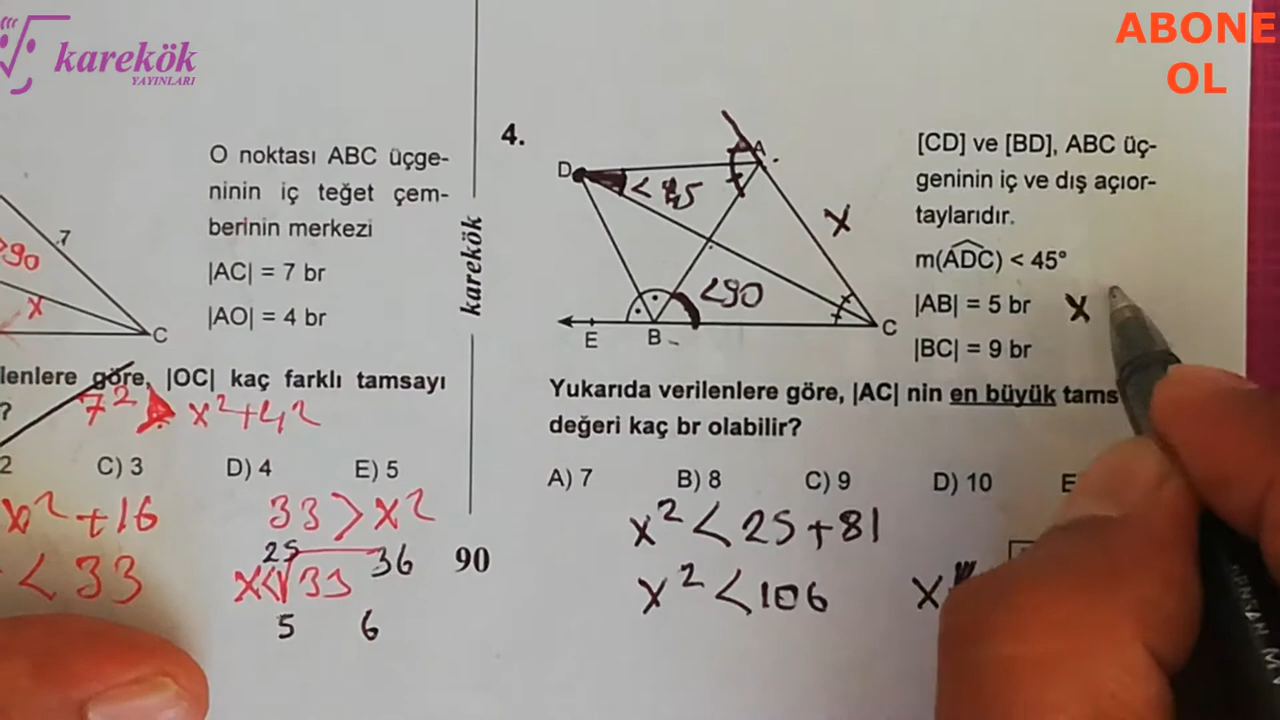 karekök
YAYINLARI
ABONE
OL
7
>90
x
C
O noktası ABC üçge-
ninin iç teğet çem-
berinin merkezi
|AC| = 7 br
|AO| = 4 br
lenlere göre, |OC| kaç farklı tamsayı
?
7² x²+4²
2 C) 3 D) 4 E) 5
x²+16 33 > x²
< 33 x<√33
25 36
5 6
karekök
90
4.
D A
<45
x
<90
E B C
[CD] ve [BD], ABC üç-
geninin iç ve dış açıor-
taylarıdır.
m(ADC) < 45°
|AB| = 5 br x
|BC| = 9 br
Yukarıda verilenlere göre, |AC| nin en büyük tams
değeri kaç br olabilir?
A) 7 B) 8 C) 9 D) 10 E
x² < 25+81
x² < 106 x